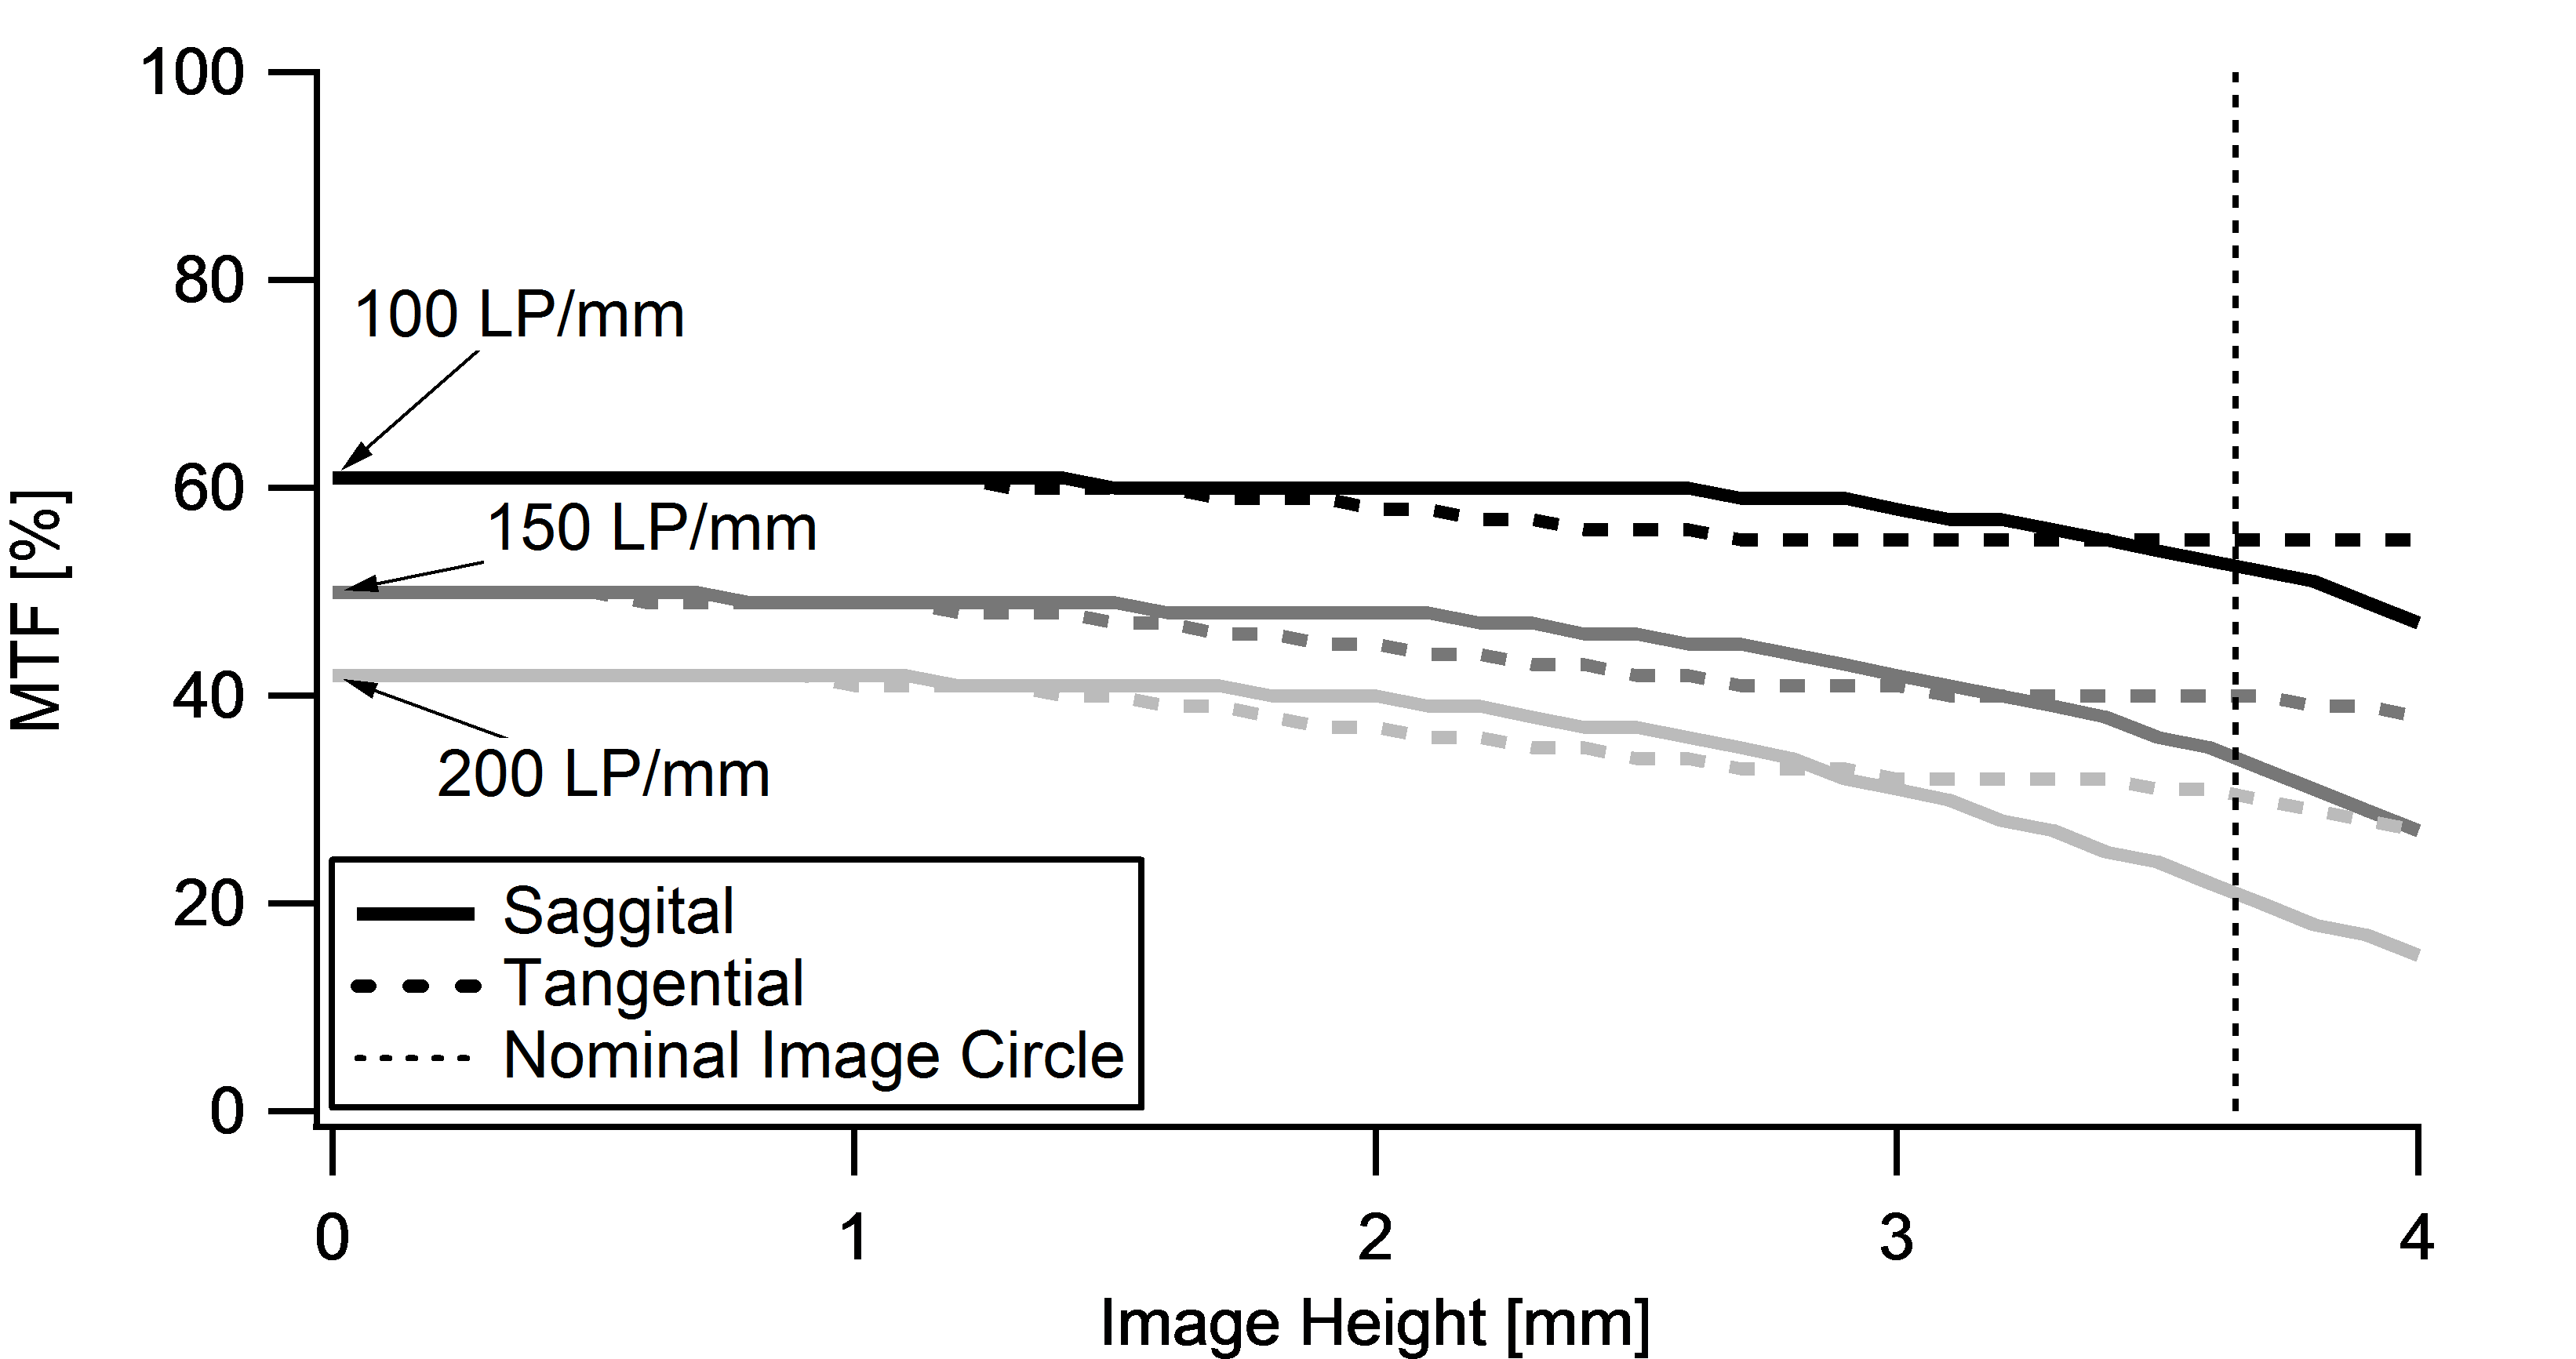 100
80
60
40
20
0
MTF [%]
100 LP/mm
150 LP/mm
200 LP/mm
Saggital
Tangential
Nominal Image Circle
0 1 2 3 4
Image Height [mm]